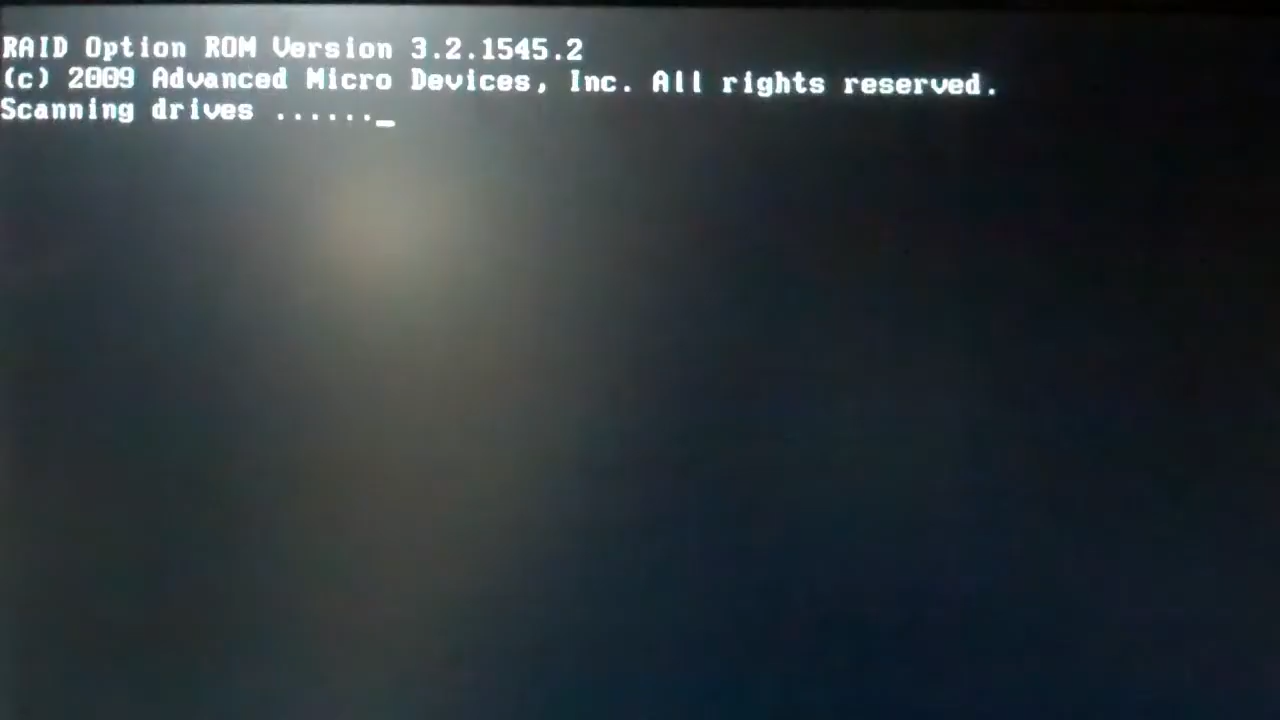 RAID Option ROM Version 3.2.1545.2
(c) 2009 Advanced Micro Devices, Inc. All rights reserved.
Scanning drives ......_